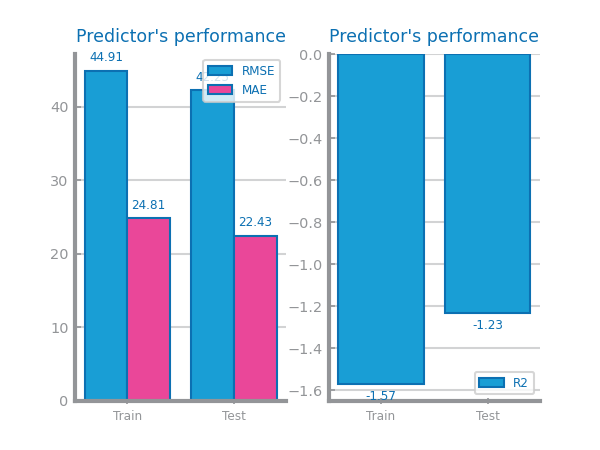 Predictor's performance
44.91
RMSE
MAE
40
30
24.81
22.43
20
10
0
Train
Test
Predictor's performance
0.0
−0.2
−0.4
−0.6
−0.8
−1.0
−1.2
-1.23
−1.4
R2
−1.6
-1.57
Train
Test